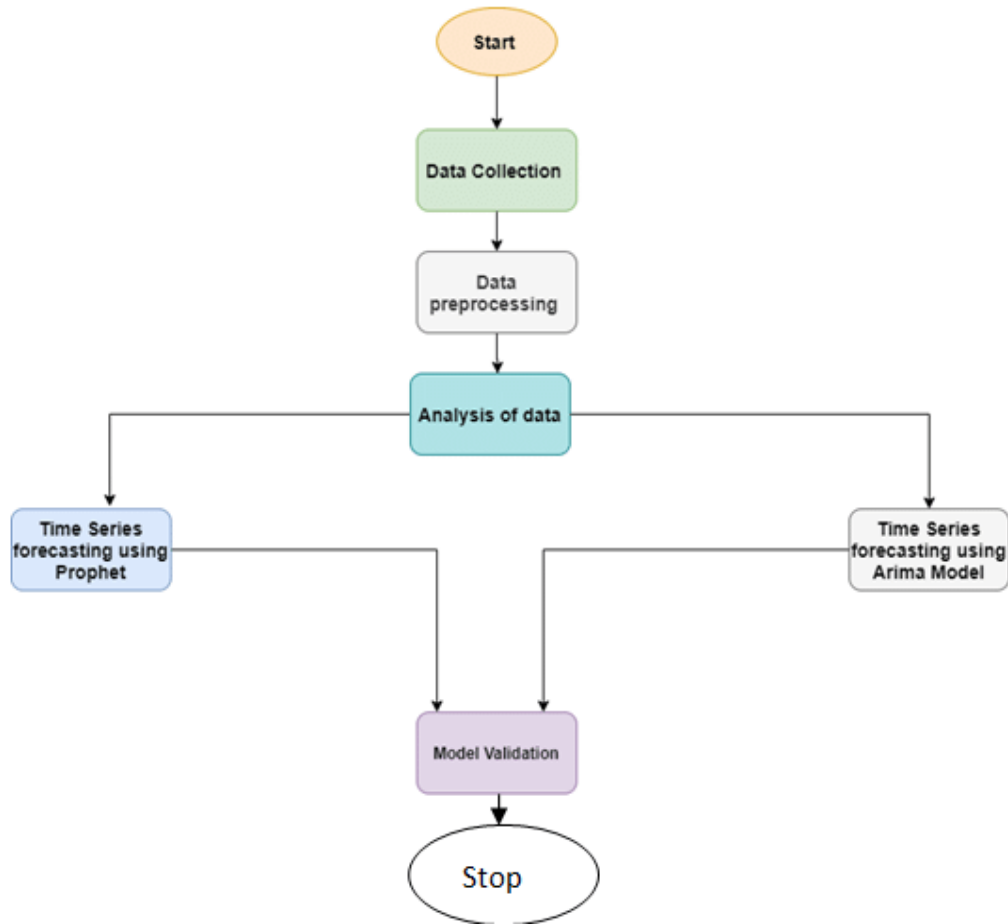 Start
Data Collection
Data
preprocessing
Analysis of data
Time Series
forecasting using
Prophet
Time Series
forecasting using
Arima Model
Model Validation
Stop